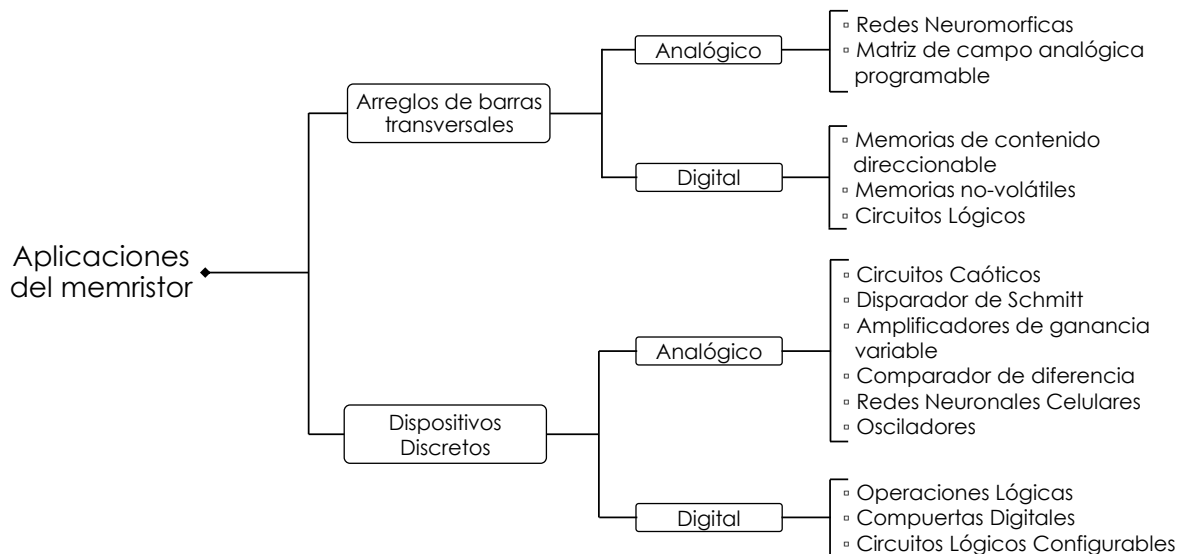 Aplicaciones
del memristor
Arreglos de barras
transversales
Analógico
Redes Neuromorficas
Matriz de campo analógica
programable
Digital
Memorias de contenido
direccionable
Memorias no-volátiles
Circuitos Lógicos
Dispositivos
Discretos
Analógico
Circuitos Caóticos
Disparador de Schmitt
Amplificadores de ganancia
variable
Comparador de diferencia
Redes Neuronales Celulares
Osciladores
Digital
Operaciones Lógicas
Compuertas Digitales
Circuitos Lógicos Configurables